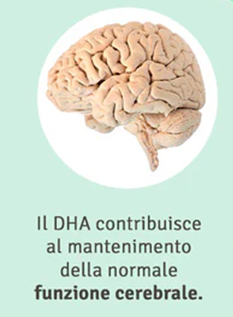 Il DHA contribuisce
al mantenimento
della normale
funzione cerebrale.